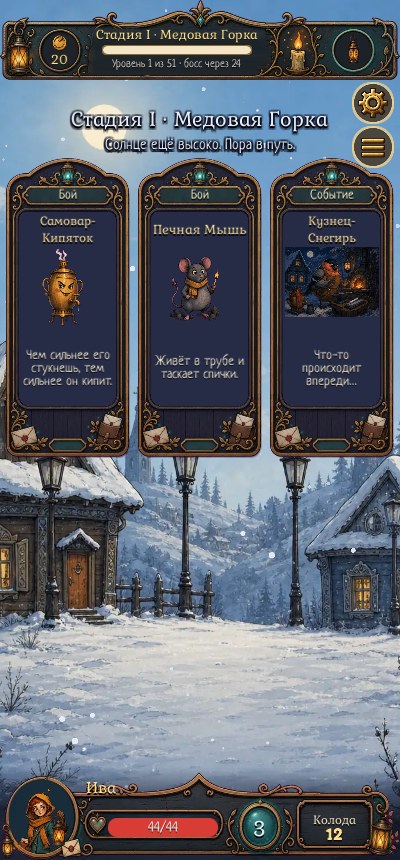 Стадия I · Медовая Горка
20
Уровень 1 из 51 · босс через 24
Стадия I · Медовая Горка
Солнце ещё высоко. Пора в путь.
Бой
Самовар-
Кипяток
Чем сильнее его
стукнешь, тем
сильнее он кипит.
Бой
Печная Мышь
Живёт в трубе и
таскает спички.
Событие
Кузнец-
Снегирь
Что-то
происходит
впереди...
Ива
44/44
3
Колода
12